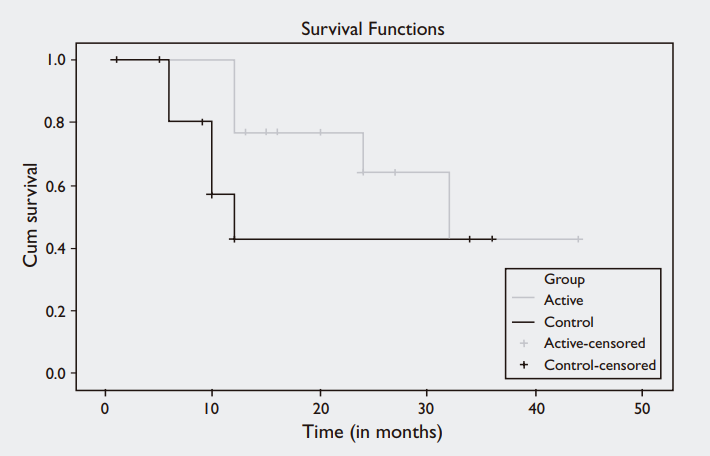 Survival Functions
1.0
0.8
0.6
0.4
0.2
0.0
Cum survival
0 10 20 30 40 50
Time (in months)
Group
Active
Control
Active-censored
Control-censored